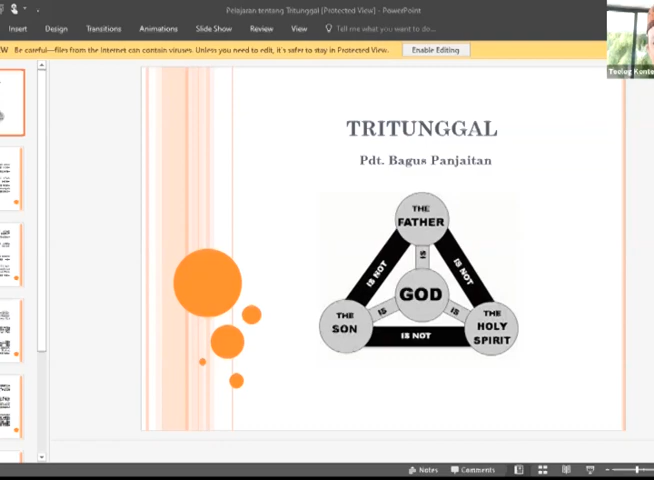 Pelajaran tentang Tritunggal [Protected View] - PowerPoint
Insert Design Transitions Animations Slide Show Review View Tell me what you want to do...
W Be careful—files from the Internet can contain viruses. Unless you need to edit, it's safer to stay in Protected View. Enable Editing
TRITUNGGAL
Pdt. Bagus Panjaitan
THE
FATHER
IS NOT
IS
IS NOT
GOD
THE
SON
IS
IS
THE
HOLY
SPIRIT
IS NOT
Notes Comments